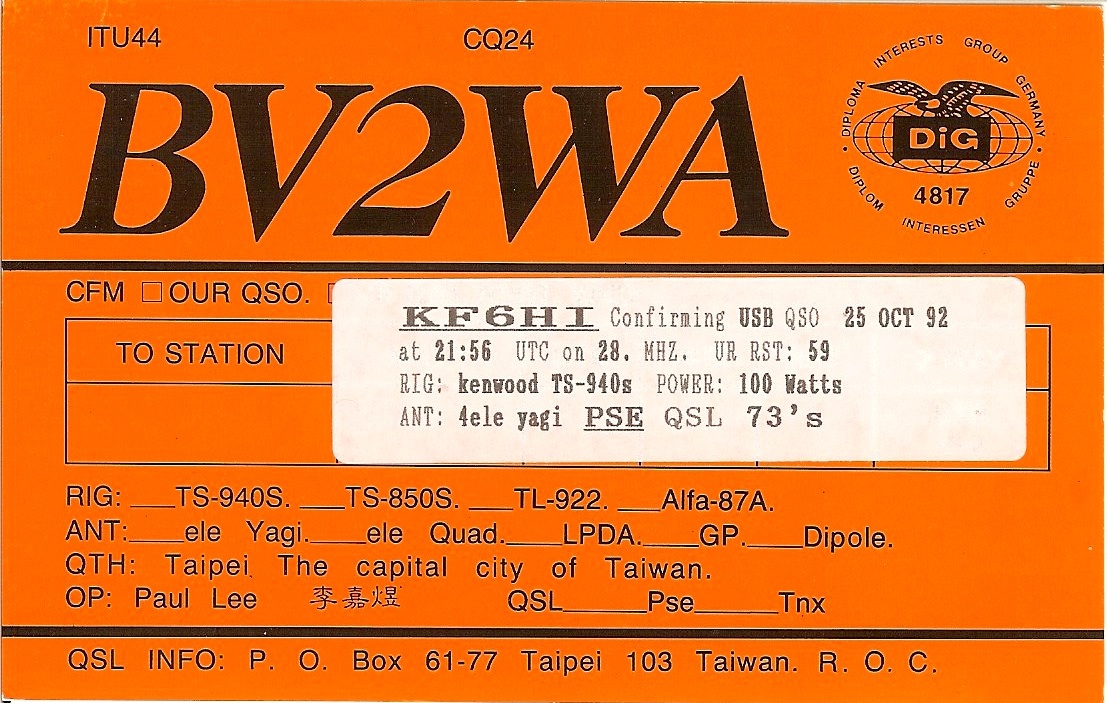 ITU44
CQ24
BV2WA
DIPLOMA INTERESTS GROUP GERMANY
DiG
4817
DIPLOM INTERESSEN GRUPPE
CFM □ OUR QSO.
TO STATION
KF6HI Confirming USB QSO 25 OCT 92
at 21:56 UTC on 28. MHZ. UR RST: 59
RIG: kenwood TS-940s POWER: 100 Watts
ANT: 4ele yagi PSE QSL 73's
RIG: ___TS-940S. ___TS-850S. ___TL-922. ___Alfa-87A.
ANT:____ele Yagi.____ele Quad.____LPDA.____GP.____Dipole.
QTH: Taipei The capital city of Taiwan.
OP: Paul Lee 李嘉煜 QSL______Pse______Tnx
QSL INFO: P. O. Box 61-77 Taipei 103 Taiwan. R. O. C.